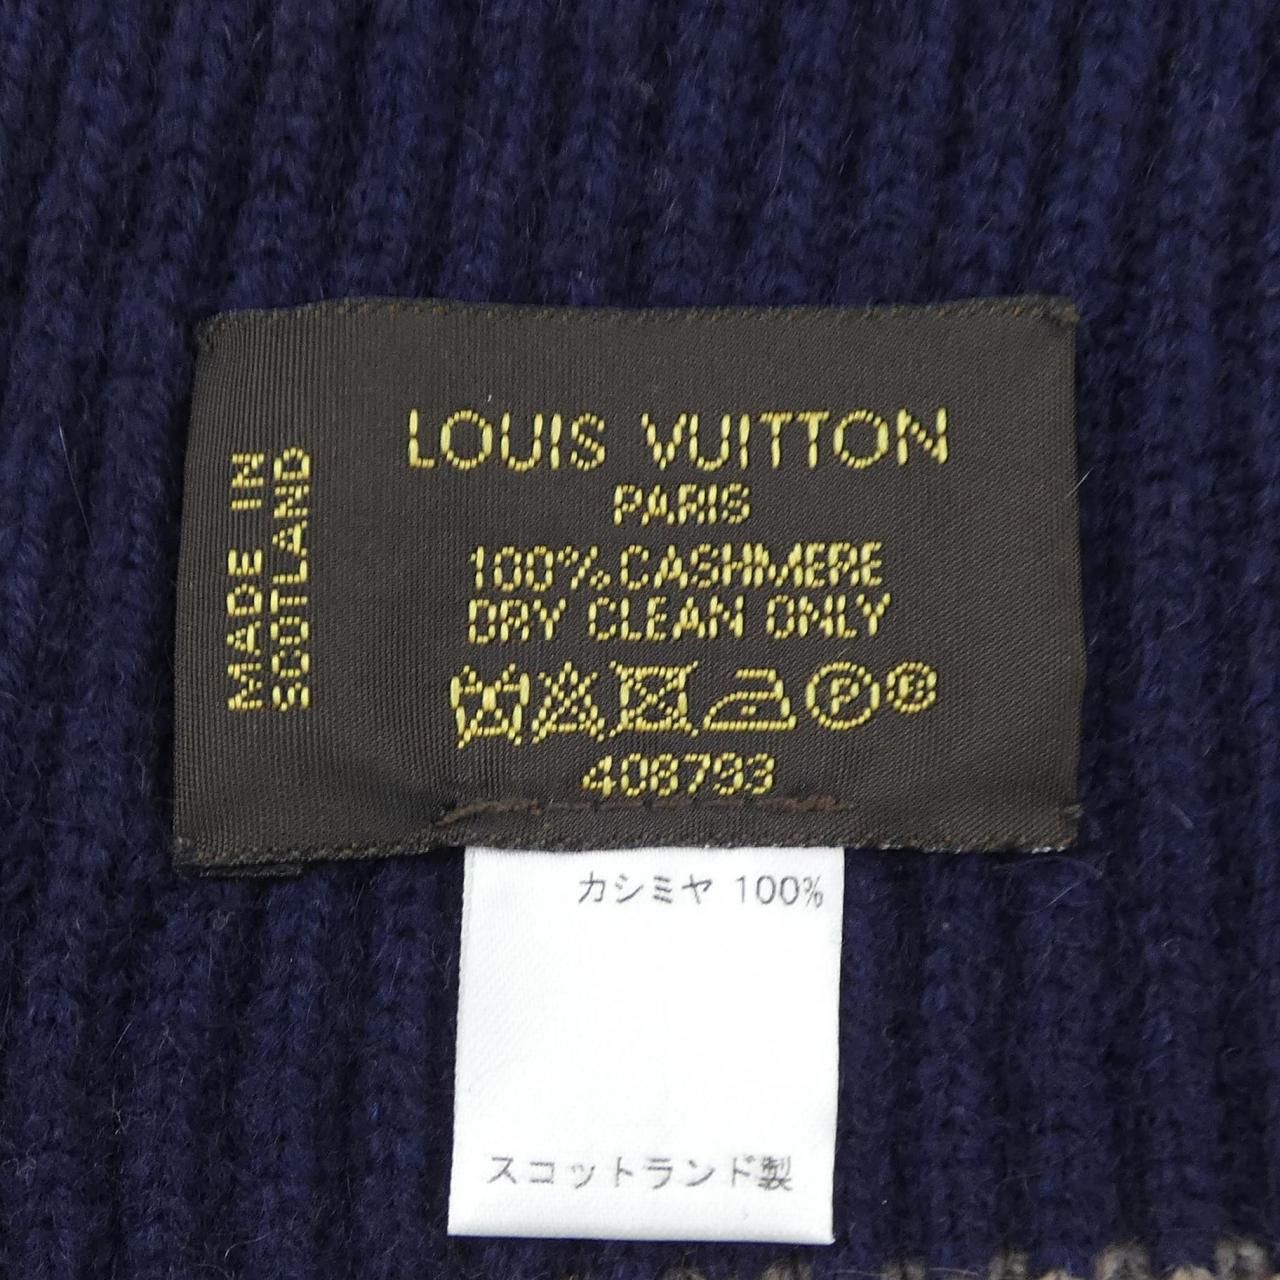 LOUIS VUITTON
PARIS
100% CASHMERE
DRY CLEAN ONLY
P
408793
MADE IN
SCOTLAND
カシミヤ 100%
スコットランド製